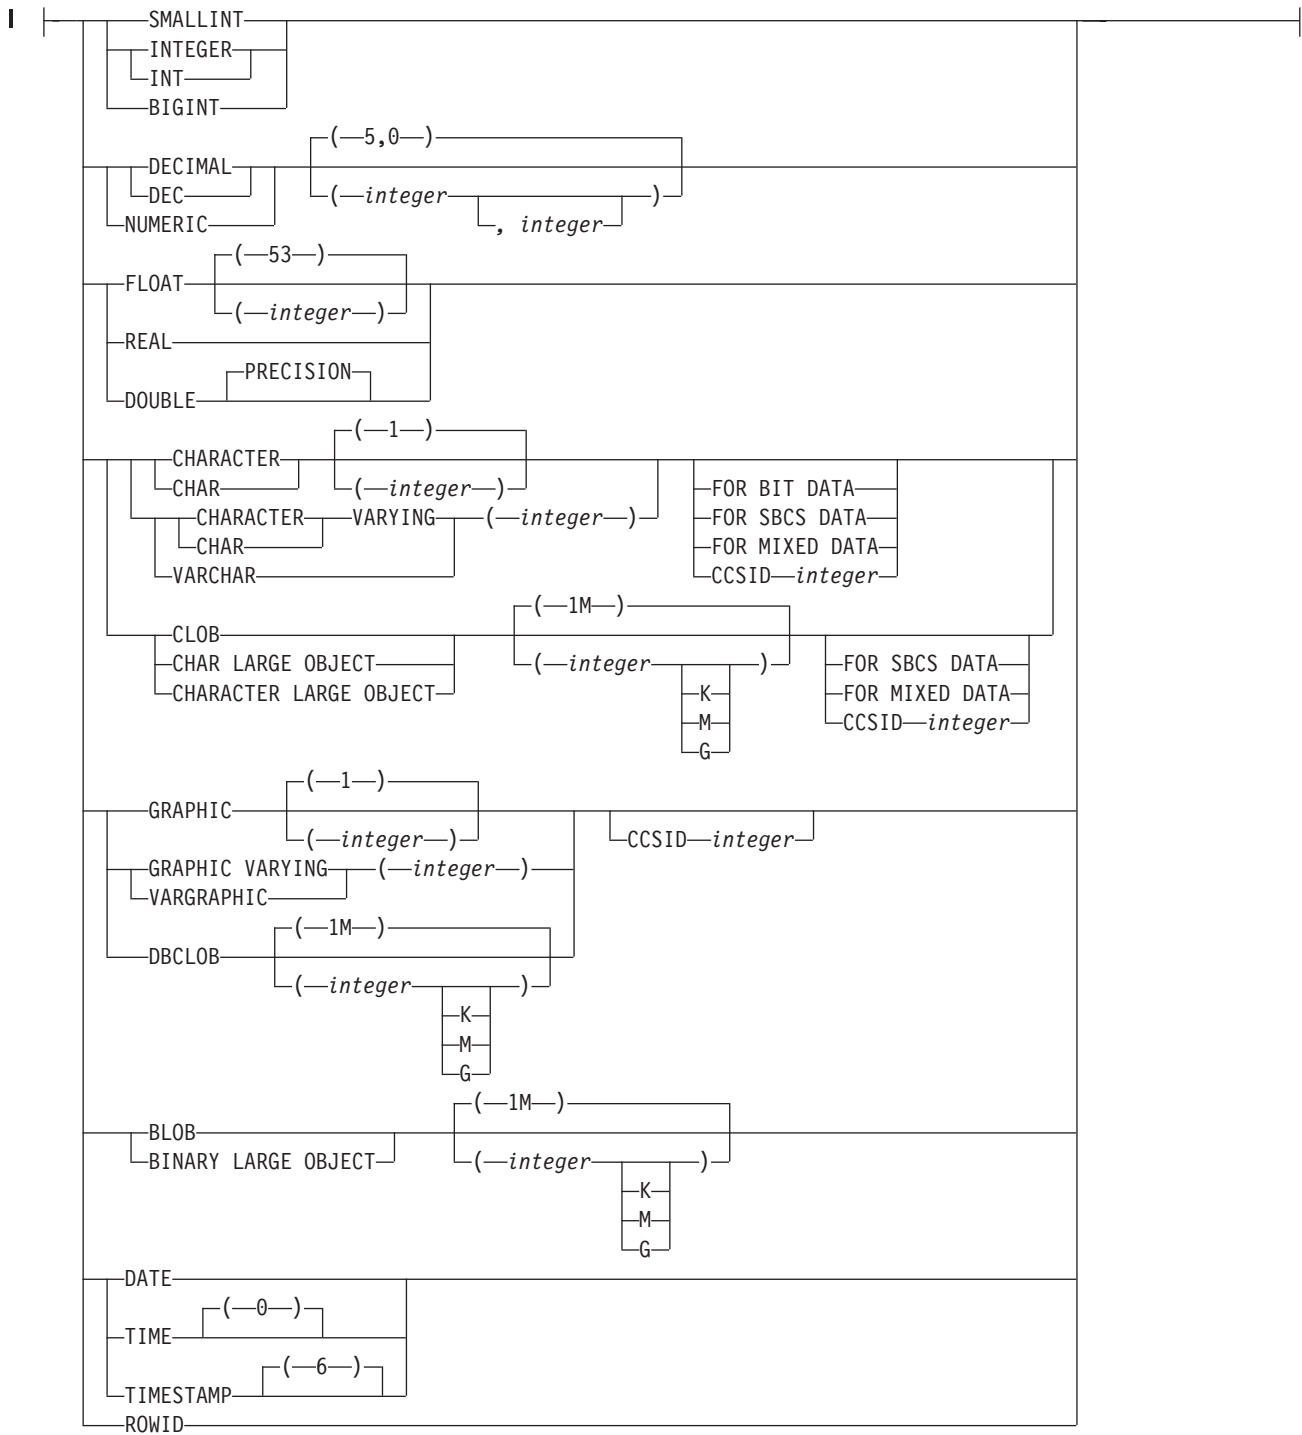 SMALLINT
INTEGER
INT
BIGINT
( 5,0 )
DECIMAL
DEC
( integer )
NUMERIC
, integer
( 53 )
FLOAT
( integer )
REAL
PRECISION
DOUBLE
( 1 )
CHARACTER
CHAR
( integer )
FOR BIT DATA
CHARACTER VARYING ( integer )
FOR SBCS DATA
CHAR
FOR MIXED DATA
VARCHAR
CCSID integer
( 1M )
CLOB
CHAR LARGE OBJECT
( integer )
FOR SBCS DATA
CHARACTER LARGE OBJECT
K
FOR MIXED DATA
M
CCSID integer
G
( 1 )
GRAPHIC
( integer )
CCSID integer
GRAPHIC VARYING ( integer )
VARGRAPHIC
( 1M )
DBCLOB
( integer )
K
M
G
( 1M )
BLOB
BINARY LARGE OBJECT
( integer )
K
M
G
DATE
( 0 )
TIME
( 6 )
TIMESTAMP
ROWID